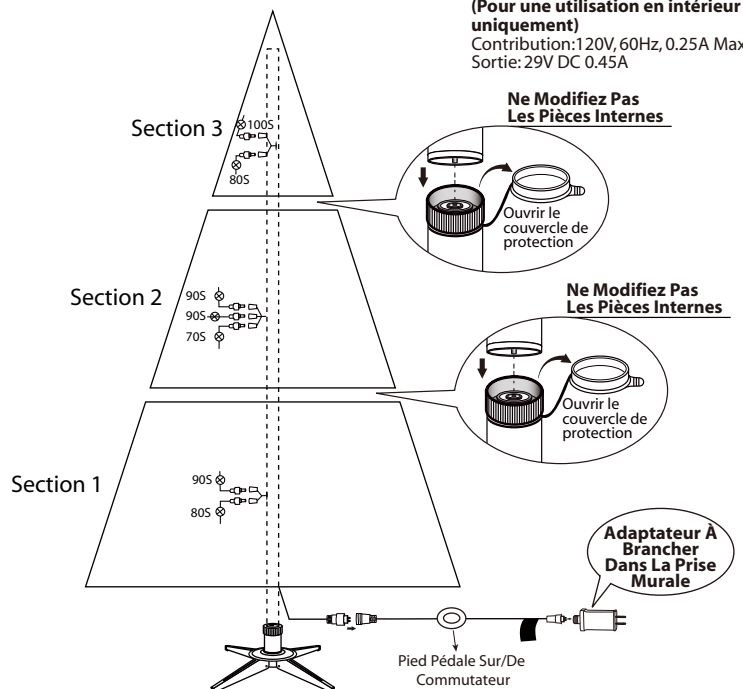 (Pour une utilisation en intérieur
uniquement)
Contribution:120V, 60Hz, 0.25A Max
Sortie: 29V DC 0.45A
Ne Modifiez Pas
Les Pièces Internes
Section 3
100S
80S
Ouvrir le
couvercle de
protection
Section 2
90S
90S
70S
Ne Modifiez Pas
Les Pièces Internes
Ouvrir le
couvercle de
protection
Section 1
90S
80S
Adaptateur À
Brancher
Dans La Prise
Murale
Pied Pédale Sur/De
Commutateur